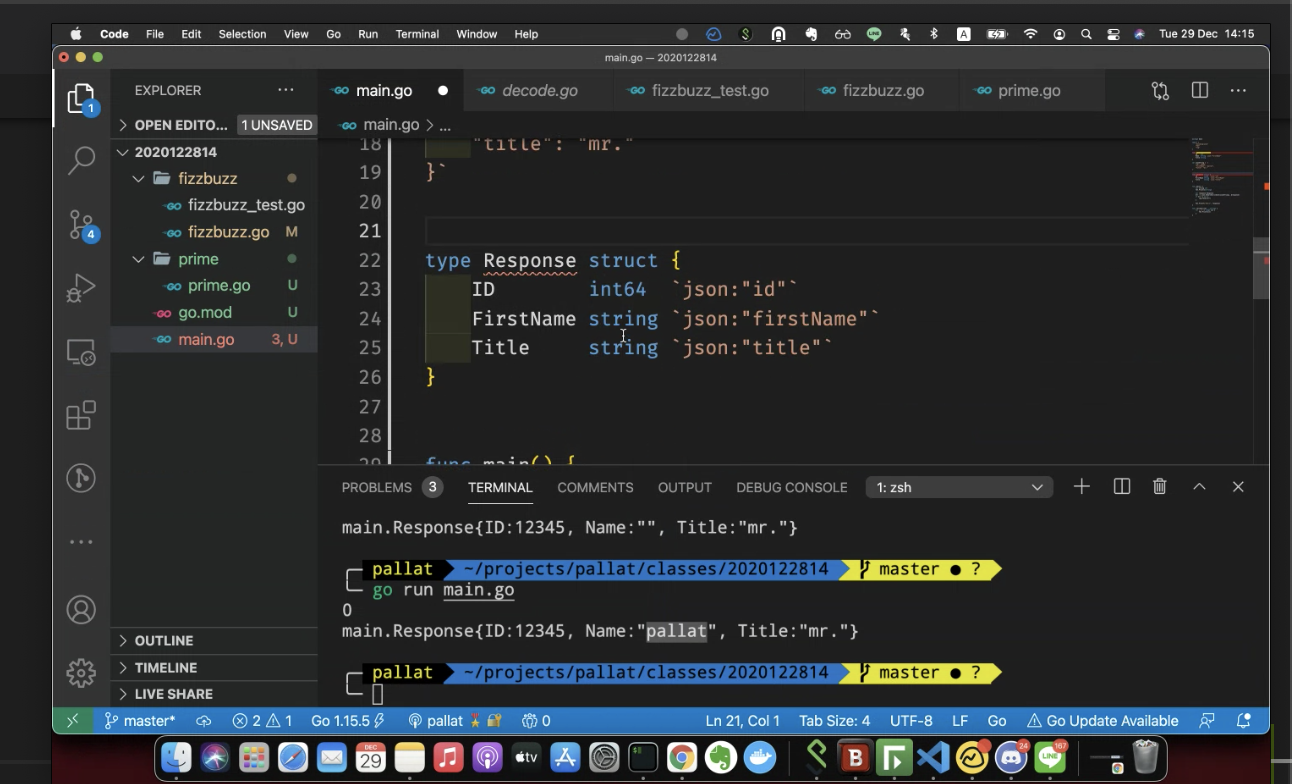 Code File Edit Selection View Go Run Terminal Window Help A Tue 29 Dec 14:15
main.go — 2020122814
EXPLORER ···
main.go decode.go fizzbuzz_test.go fizzbuzz.go prime.go
1
OPEN EDITO... 1 UNSAVED
main.go > ...
2020122814
fizzbuzz
fizzbuzz_test.go
fizzbuzz.go M
prime
prime.go U
go.mod U
main.go 3, U
4
18 "title": "mr."
19 }`
20
21
22 type Response struct {
23 ID int64 `json:"id"`
24 FirstName string `json:"firstName"`
25 Title string `json:"title"`
26 }
27
28
29 func main() {
PROBLEMS 3 TERMINAL COMMENTS OUTPUT DEBUG CONSOLE 1: zsh
main.Response{ID:12345, Name:"", Title:"mr."}
pallat ~/projects/pallat/classes/2020122814 master ● ?
go run main.go
0
main.Response{ID:12345, Name:"pallat", Title:"mr."}
pallat ~/projects/pallat/classes/2020122814 master ● ?
OUTLINE
TIMELINE
LIVE SHARE
master* 2 1 Go 1.15.5 pallat 0 Ln 21, Col 1 Tab Size: 4 UTF-8 LF Go Go Update Available
DEC
29
tv
B
24
LINE
167